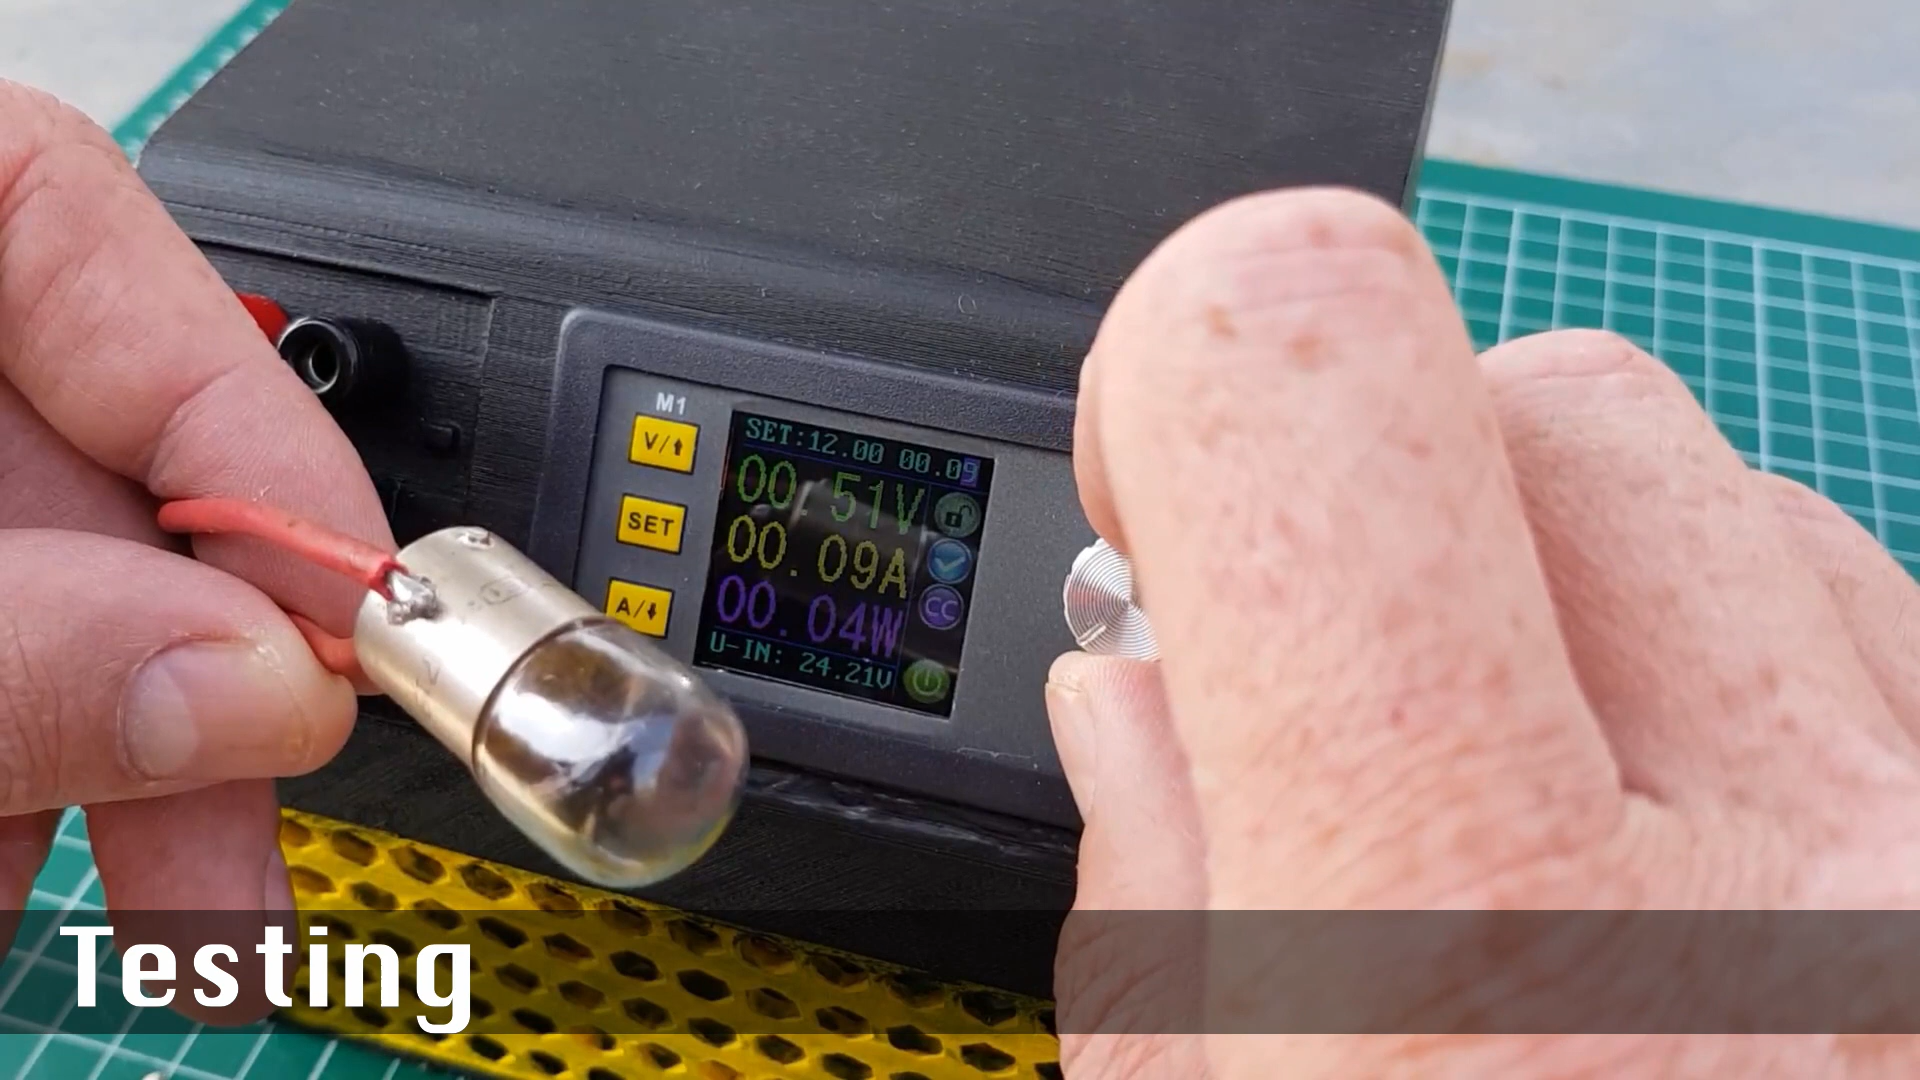 M1
V/⬆
SET
A/⬇
SET:12.00 00.09
00.51V
00.09A
00.04W
CC
U-IN: 24.21V
Testing